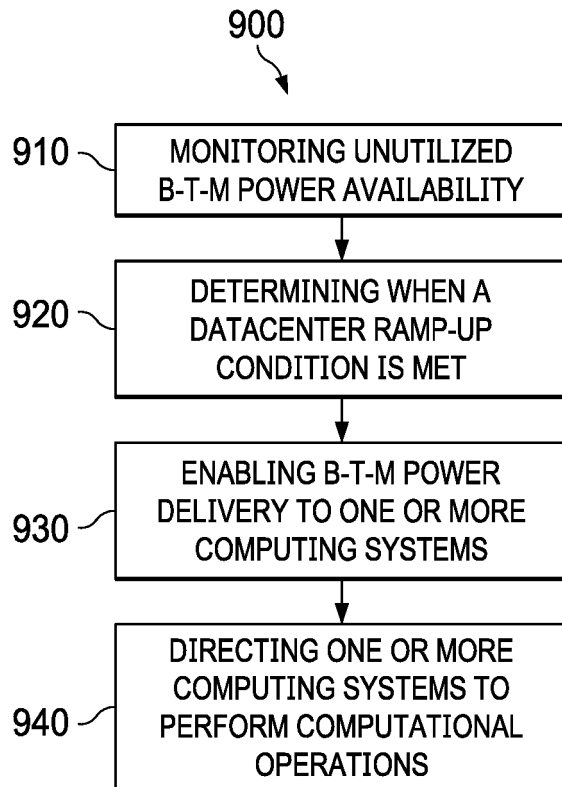 900
910
MONITORING UNUTILIZED
B-T-M POWER AVAILABILITY
920
DETERMINING WHEN A
DATACENTER RAMP-UP
CONDITION IS MET
930
ENABLING B-T-M POWER
DELIVERY TO ONE OR MORE
COMPUTING SYSTEMS
940
DIRECTING ONE OR MORE
COMPUTING SYSTEMS TO
PERFORM COMPUTATIONAL
OPERATIONS